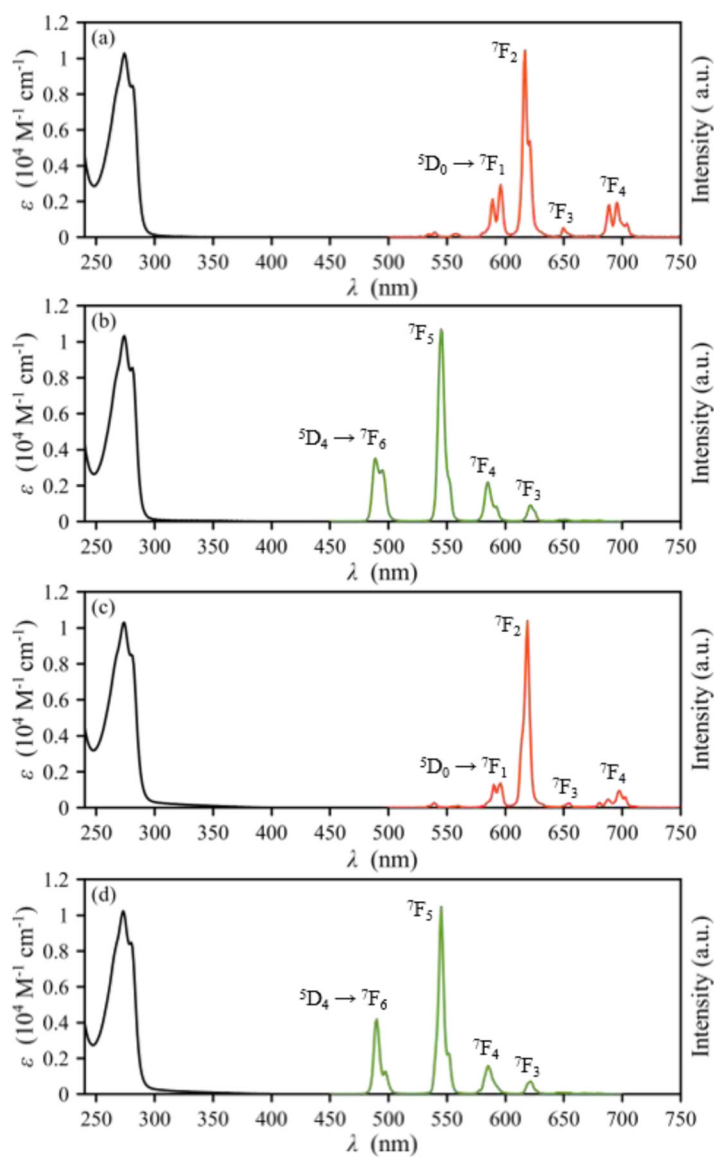 (a)
1.2
1
0.8
0.6
0.4
0.2
0
ε (10⁴ M⁻¹ cm⁻¹)
Intensity ( a.u.)
⁷F₂
⁵D₀ → ⁷F₁
⁷F₄
⁷F₃
250 300 350 400 450 500 550 600 650 700 750
λ (nm)
(b)
1.2
1
0.8
0.6
0.4
0.2
0
ε (10⁴ M⁻¹ cm⁻¹)
Intensity (a.u.)
⁷F₅
⁵D₄ → ⁷F₆
⁷F₄
⁷F₃
250 300 350 400 450 500 550 600 650 700 750
λ (nm)
(c)
1.2
1
0.8
0.6
0.4
0.2
0
ε (10⁴ M⁻¹ cm⁻¹)
Intensity (a.u.)
⁷F₂
⁵D₀ → ⁷F₁
⁷F₄
⁷F₃
250 300 350 400 450 500 550 600 650 700 750
λ (nm)
(d)
1.2
1
0.8
0.6
0.4
0.2
0
ε (10⁴ M⁻¹ cm⁻¹)
Intensity (a.u.)
⁷F₅
⁵D₄ → ⁷F₆
⁷F₄
⁷F₃
250 300 350 400 450 500 550 600 650 700 750
λ (nm)